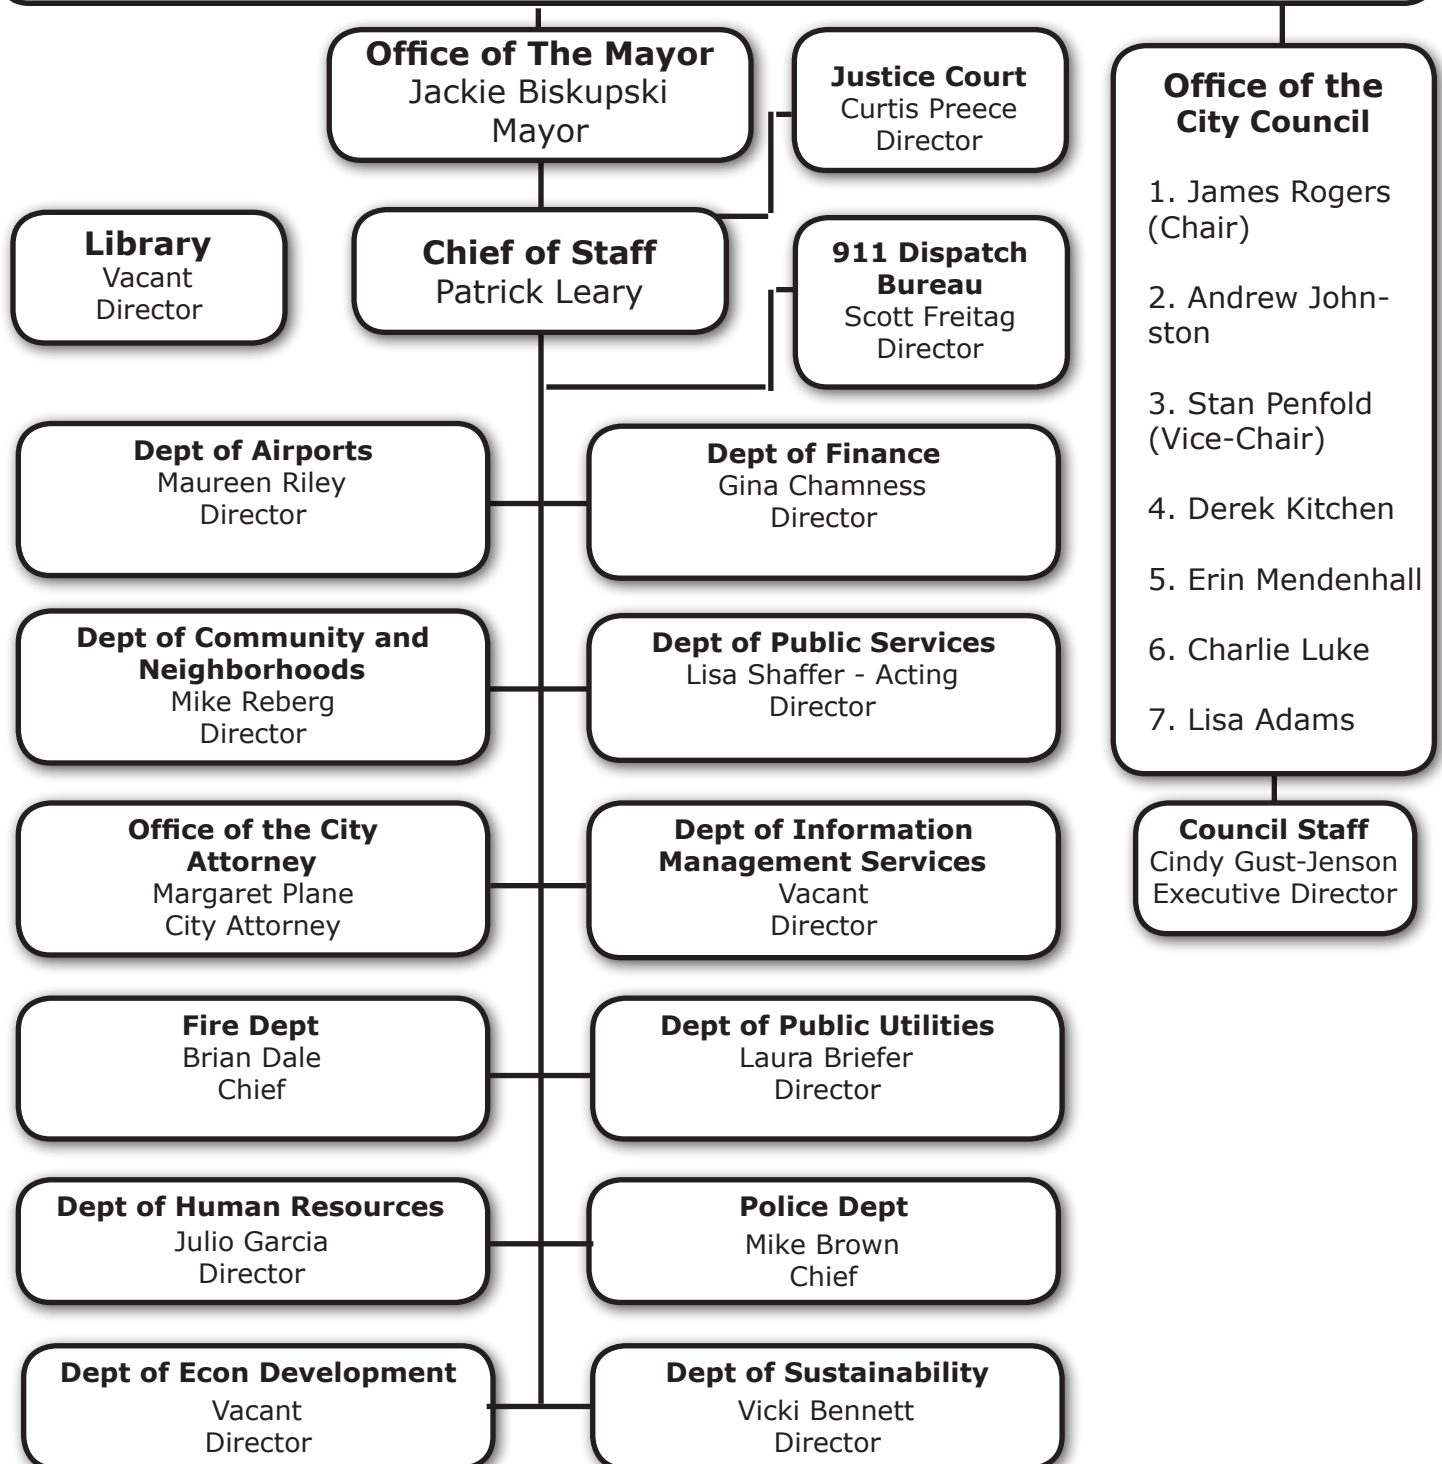 Office of The Mayor
Jackie Biskupski
Mayor
Justice Court
Curtis Preece
Director
Library
Vacant
Director
Chief of Staff
Patrick Leary
911 Dispatch
Bureau
Scott Freitag
Director
Office of the
City Council
1. James Rogers
(Chair)
2. Andrew John-
ston
3. Stan Penfold
(Vice-Chair)
4. Derek Kitchen
5. Erin Mendenhall
6. Charlie Luke
7. Lisa Adams
Council Staff
Cindy Gust-Jenson
Executive Director
Dept of Airports
Maureen Riley
Director
Dept of Finance
Gina Chamness
Director
Dept of Community and
Neighborhoods
Mike Reberg
Director
Dept of Public Services
Lisa Shaffer - Acting
Director
Office of the City
Attorney
Margaret Plane
City Attorney
Dept of Information
Management Services
Vacant
Director
Fire Dept
Brian Dale
Chief
Dept of Public Utilities
Laura Briefer
Director
Dept of Human Resources
Julio Garcia
Director
Police Dept
Mike Brown
Chief
Dept of Econ Development
Vacant
Director
Dept of Sustainability
Vicki Bennett
Director